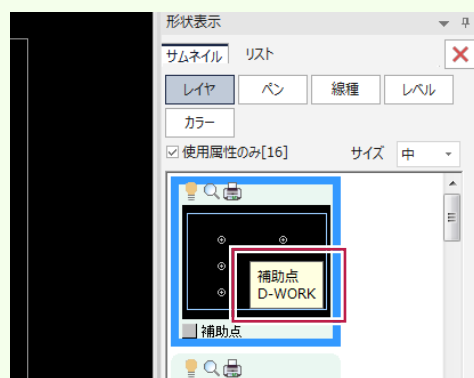 形状表示
サムネイル リスト
レイヤ ペン 線種 レベル
カラー
使用属性のみ[16] サイズ 中
補助点
D-WORK
補助点